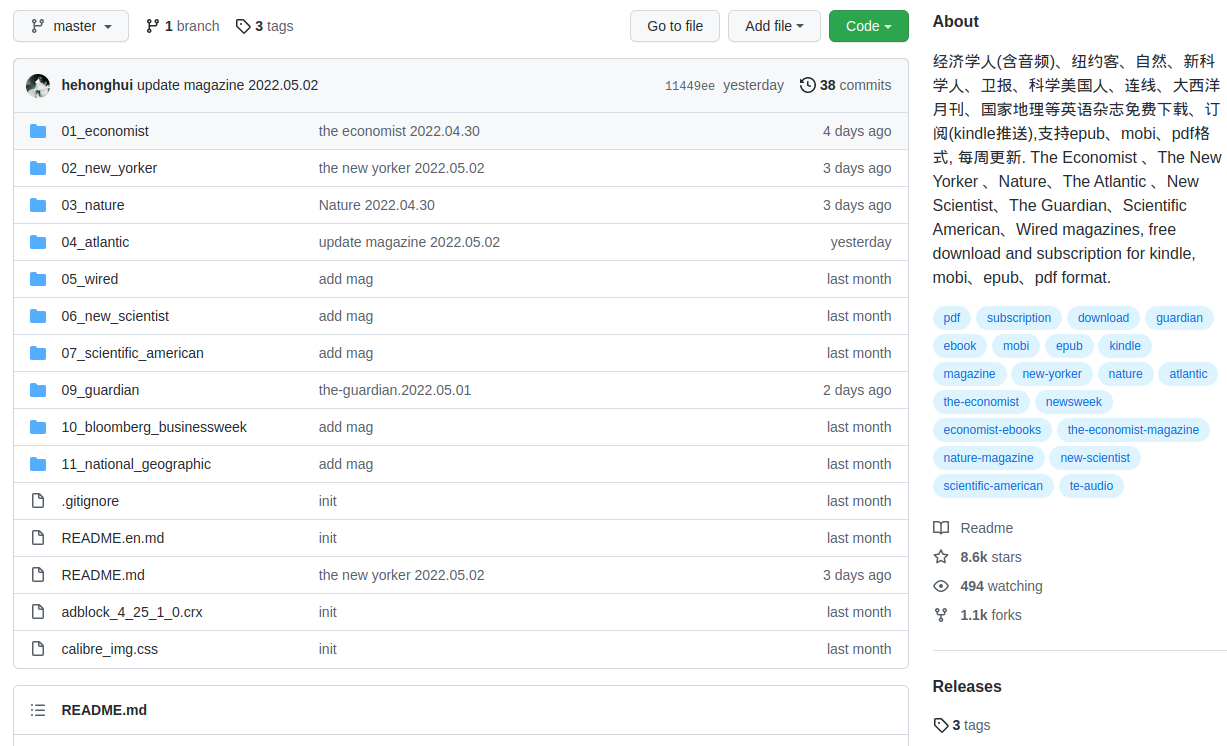 master 1 branch 3 tags Go to file Add file Code
hehonghui update magazine 2022.05.02 11449ee yesterday 38 commits
01_economist the economist 2022.04.30 4 days ago
02_new_yorker the new yorker 2022.05.02 3 days ago
03_nature Nature 2022.04.30 3 days ago
04_atlantic update magazine 2022.05.02 yesterday
05_wired add mag last month
06_new_scientist add mag last month
07_scientific_american add mag last month
09_guardian the-guardian.2022.05.01 2 days ago
10_bloomberg_businessweek add mag last month
11_national_geographic add mag last month
.gitignore init last month
README.en.md init last month
README.md the new yorker 2022.05.02 3 days ago
adblock_4_25_1_0.crx init last month
calibre_img.css init last month
README.md
About
经济学人(含音频)、纽约客、自然、新科
学人、卫报、科学美国人、连线、大西洋
月刊、国家地理等英语杂志免费下载、订
阅(kindle推送),支持epub、mobi、pdf格
式, 每周更新. The Economist 、The New
Yorker 、Nature、The Atlantic 、New
Scientist、The Guardian、Scientific
American、Wired magazines, free
download and subscription for kindle,
mobi、epub、pdf format.
pdf subscription download guardian
ebook mobi epub kindle
magazine new-yorker nature atlantic
the-economist newsweek
economist-ebooks the-economist-magazine
nature-magazine new-scientist
scientific-american te-audio
Readme
8.6k stars
494 watching
1.1k forks
Releases
3 tags